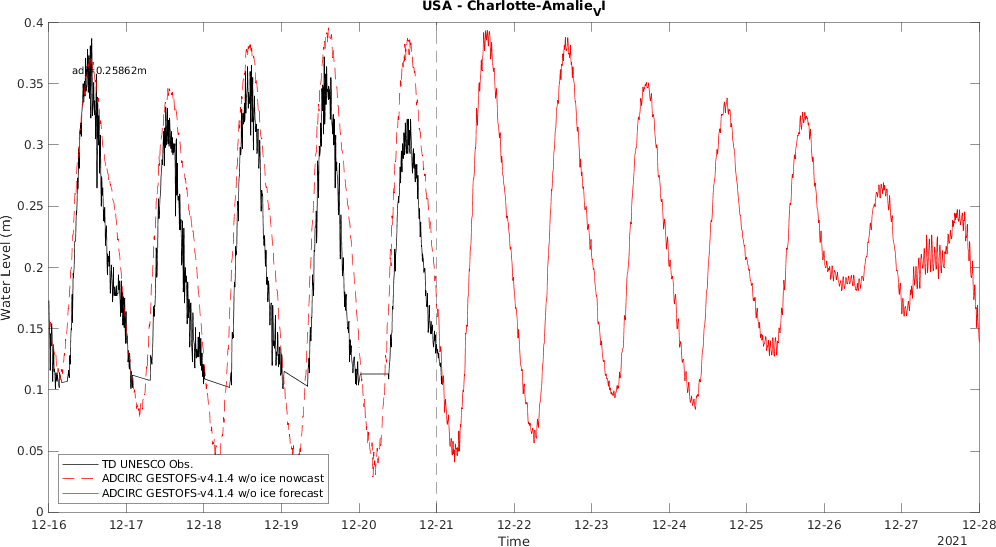 USA - Charlotte-Amalie_VI
0.4
0.35
0.3
0.25
0.2
0.15
0.1
0.05
0
Water Level (m)
0.25862m
TD UNESCO Obs.
ADCIRC GESTOFS-v4.1.4 w/o ice nowcast
ADCIRC GESTOFS-v4.1.4 w/o ice forecast
12-16 12-17 12-18 12-19 12-20 12-21 12-22 12-23 12-24 12-25 12-26 12-27 12-28
Time
2021